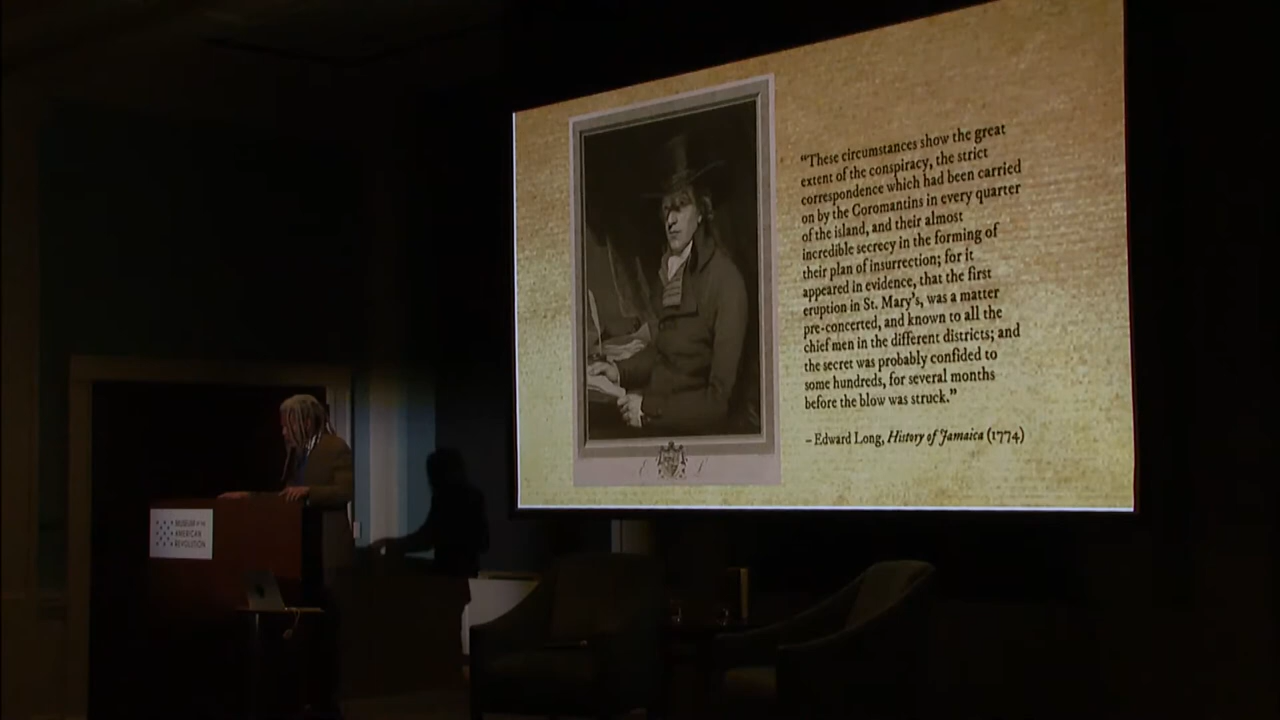 “These circumstances show the great
extent of the conspiracy, the strict
correspondence which had been carried
on by the Coromantins in every quarter
of the island, and their almost
incredible secrecy in the forming of
their plan of insurrection; for it
appeared in evidence, that the first
eruption in St. Mary’s, was a matter
pre-concerted, and known to all the
chief men in the different districts; and
the secret was probably confided to
some hundreds, for several months
before the blow was struck.”
– Edward Long, History of Jamaica (1774)
E L
MUSEUM OF THE
AMERICAN
REVOLUTION